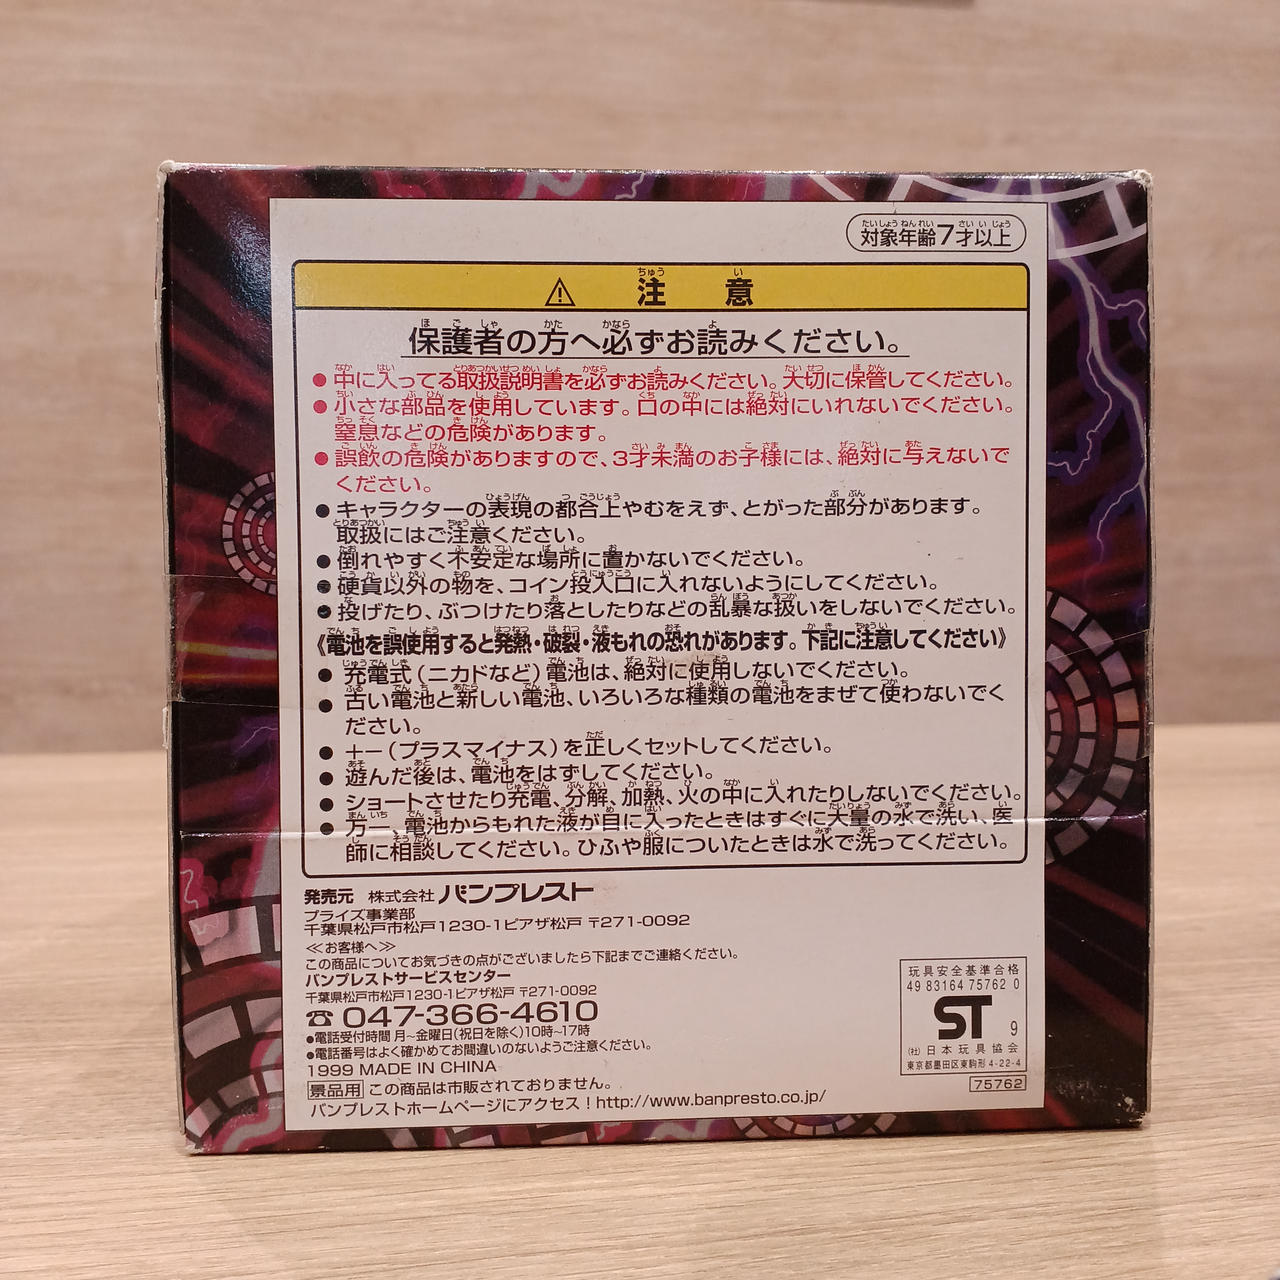 対象年齢7才以上
注意
保護者の方へ必ずお読みください。
●中に入ってる取扱説明書を必ずお読みください。大切に保管してください。
●小さな部品を使用しています。口の中には絶対にいれないでください。
窒息などの危険があります。
●誤飲の危険がありますので、3才未満のお子様には、絶対に与えないで
ください。
●キャラクターの表現の都合上やむをえず、とがった部分があります。
取扱にはご注意ください。
●倒れやすく不安定な場所に置かないでください。
●硬貨以外の物を、コイン投入口に入れないようにしてください。
●投げたり、ぶつけたり落としたりなどの乱暴な扱いをしないでください。
《電池を誤使用すると発熱・破裂・液もれの恐れがあります。下記に注意してください》
●充電式(ニカドなど)電池は、絶対に使用しないでください。
●古い電池と新しい電池、いろいろな種類の電池をまぜて使わないでく
ださい。
●+−(プラスマイナス)を正しくセットしてください。
●遊んだ後は、電池をはずしてください。
●ショートさせたり充電、分解、加熱、火の中に入れたりしないでください。
●万一、電池からもれた液が目に入ったときはすぐに大量の水で洗い、医
師に相談してください。ひふや服についたときは水で洗ってください。
発売元 株式会社バンプレスト
プライズ事業部
千葉県松戸市松戸1230-1ピアザ松戸 〒271-0092
≪お客様へ≫
この商品についてお気づきの点がございましたら下記までご連絡ください。
バンプレストサービスセンター
千葉県松戸市松戸1230-1ピアザ松戸 〒271-0092
☎047-366-4610
●電話受付時間 月~金曜日(祝日を除く)10時~17時
●電話番号はよく確かめてお間違いのないようご注意ください。
1999 MADE IN CHINA
景品用 この商品は市販されておりません。
バンプレストホームページにアクセス!http://www.banpresto.co.jp/
玩具安全基準合格
49 83164 75762 0
ST 9
(社)日本玩具協会
東京都墨田区東駒形4-22-4
75762